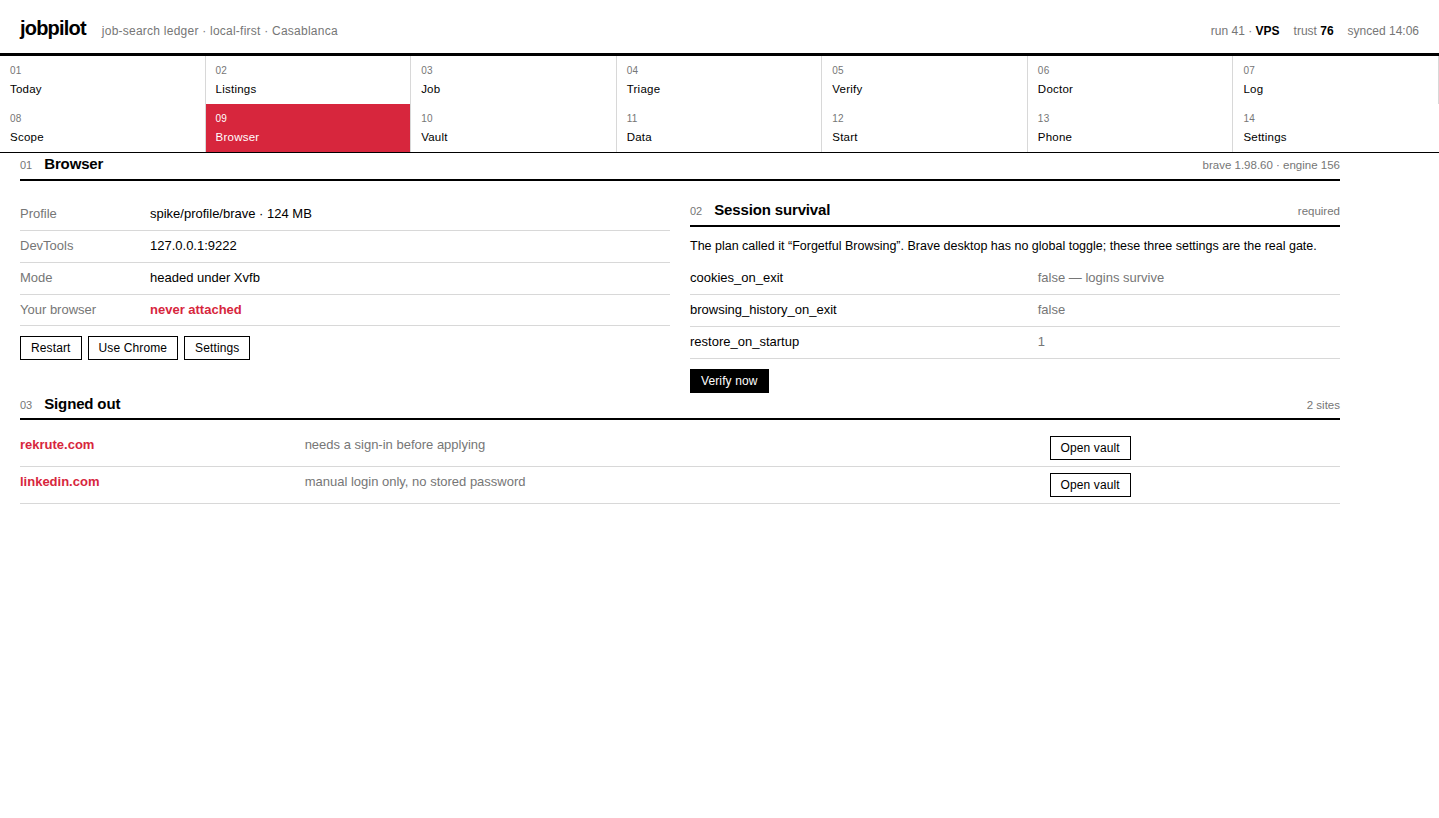 jobpilot job-search ledger · local-first · Casablanca run 41 · VPS trust 76 synced 14:06
01 02 03 04 05 06 07
Today Listings Job Triage Verify Doctor Log
08 09 10 11 12 13 14
Scope Browser Vault Data Start Phone Settings
01 Browser brave 1.98.60 · engine 156
Profile spike/profile/brave · 124 MB
DevTools 127.0.0.1:9222
Mode headed under Xvfb
Your browser never attached
Restart Use Chrome Settings
02 Session survival required
The plan called it “Forgetful Browsing”. Brave desktop has no global toggle; these three settings are the real gate.
cookies_on_exit false — logins survive
browsing_history_on_exit false
restore_on_startup 1
Verify now
03 Signed out 2 sites
rekrute.com needs a sign-in before applying Open vault
linkedin.com manual login only, no stored password Open vault